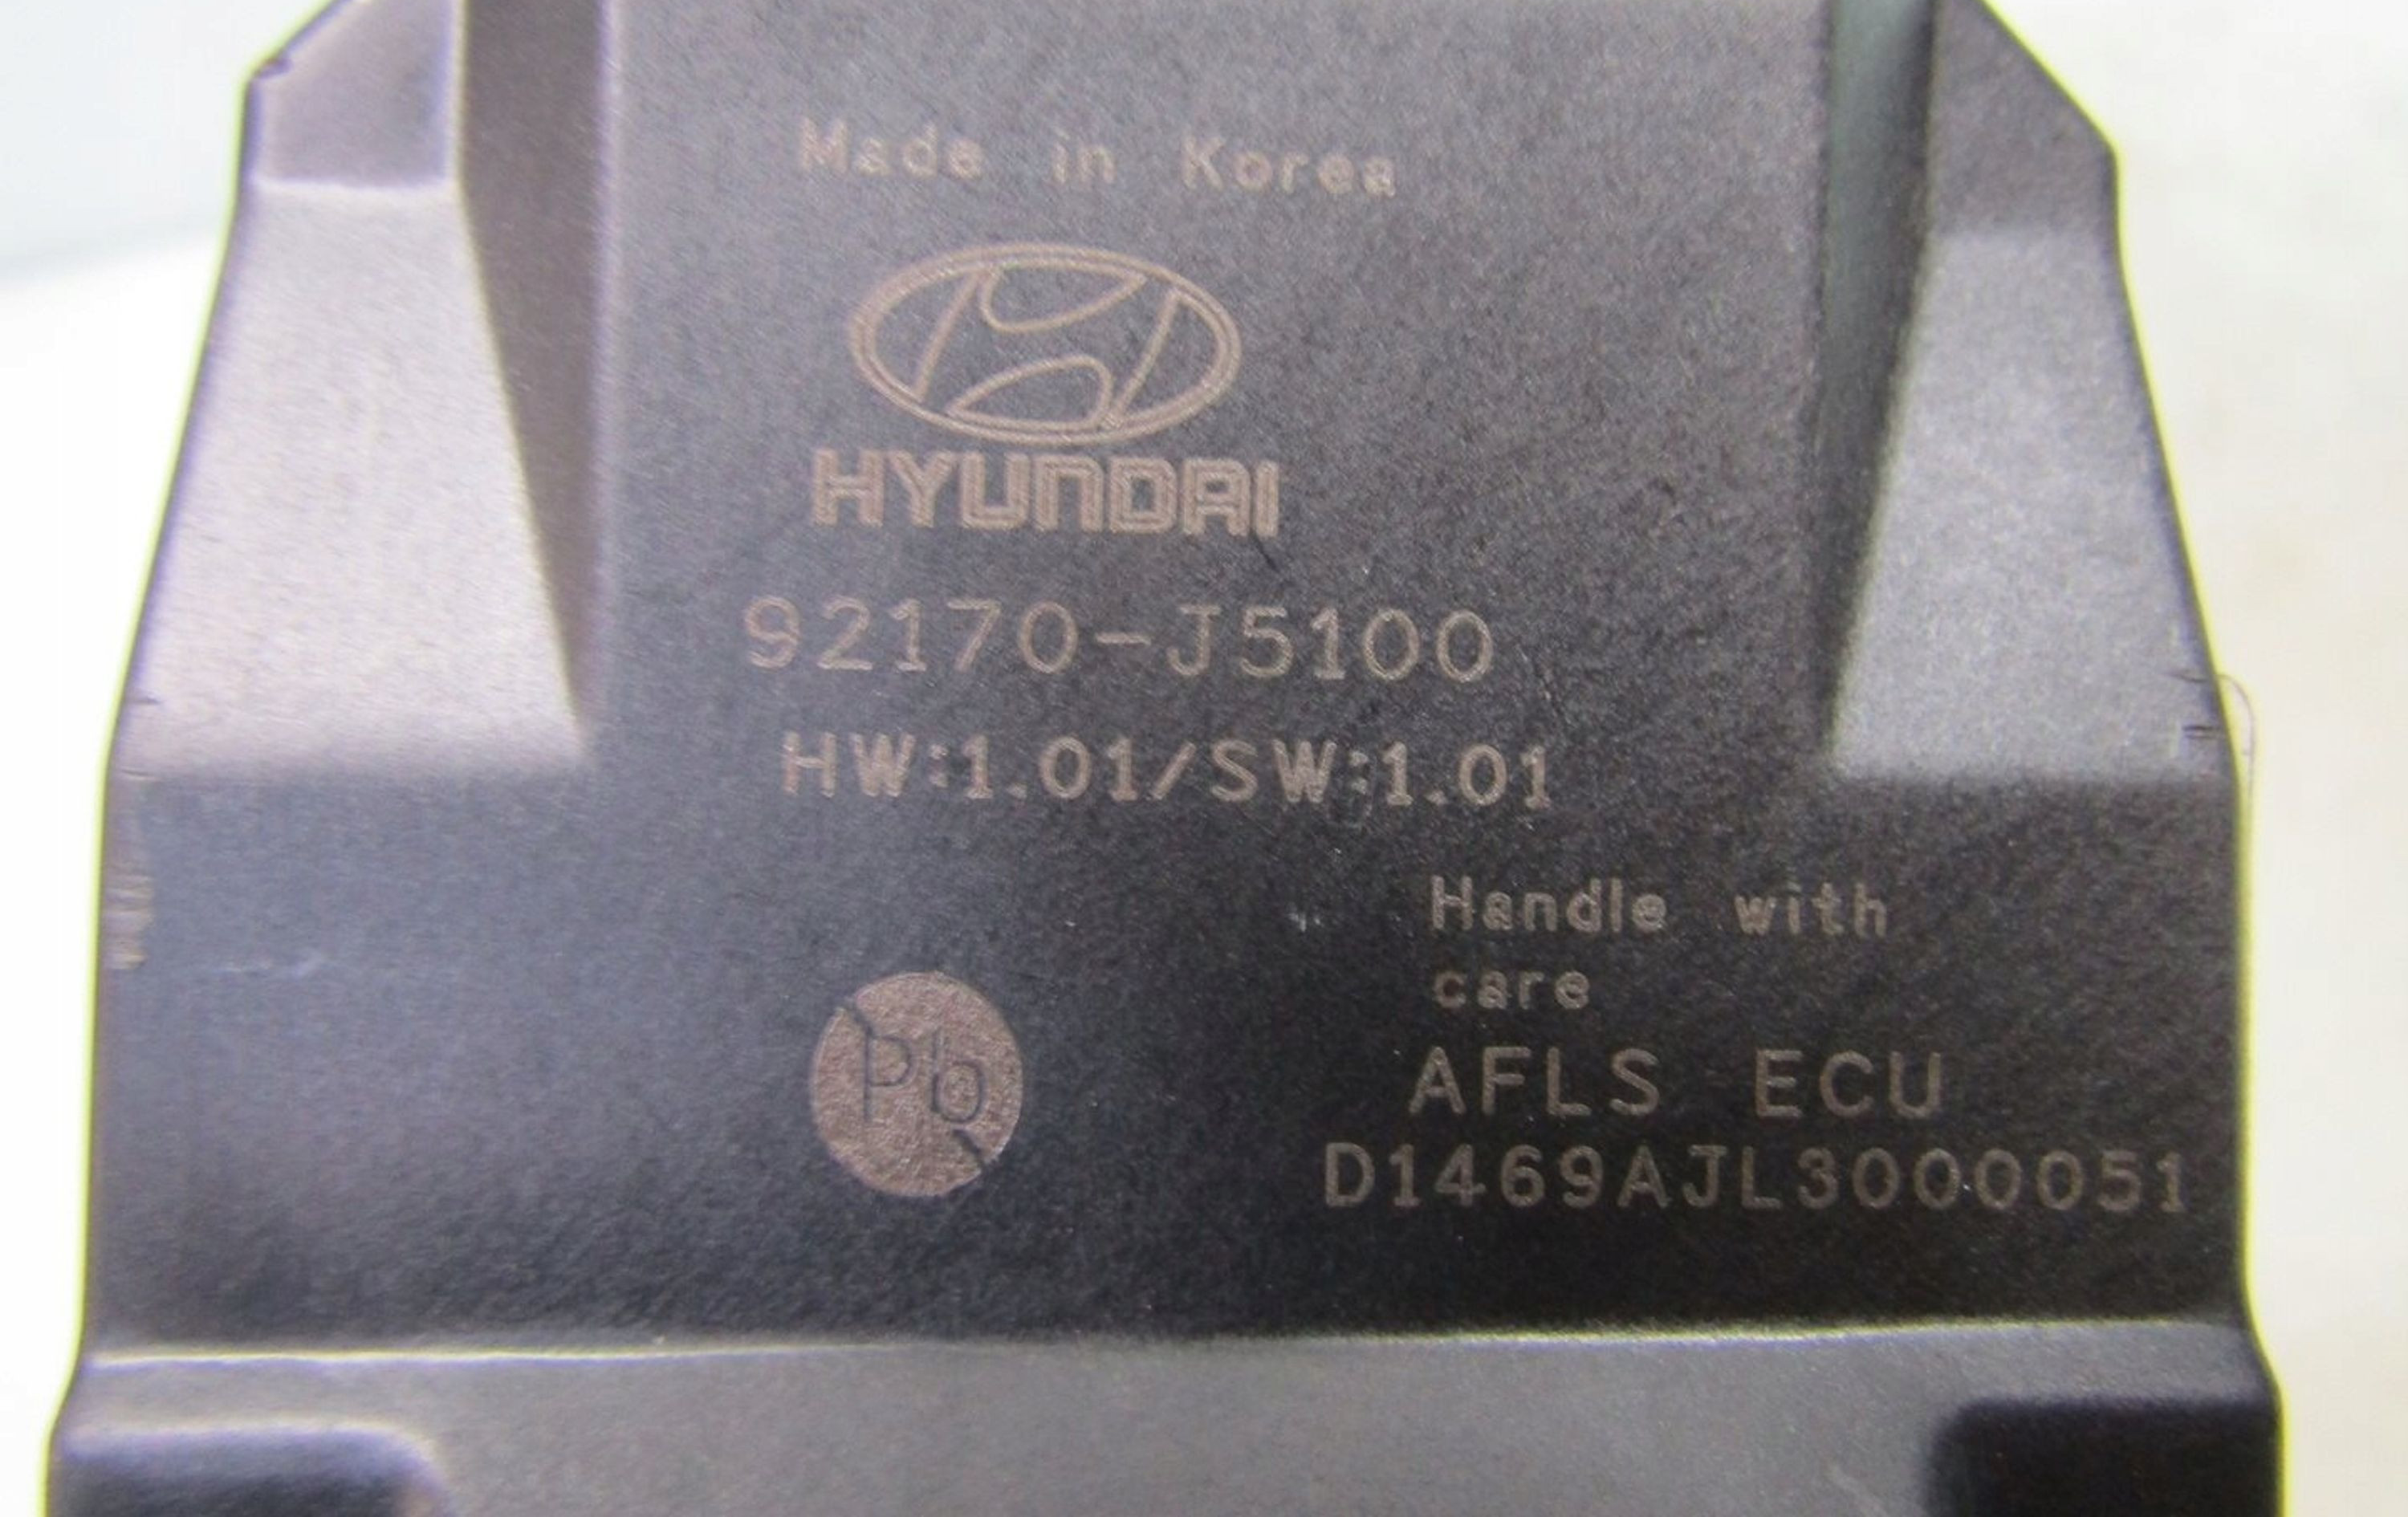 Made in Korea
HYUNDAI
92170-J5100
HW:1.01/SW:1.01
Handle with
care
Pb
AFLS ECU
D1469AJL3000051